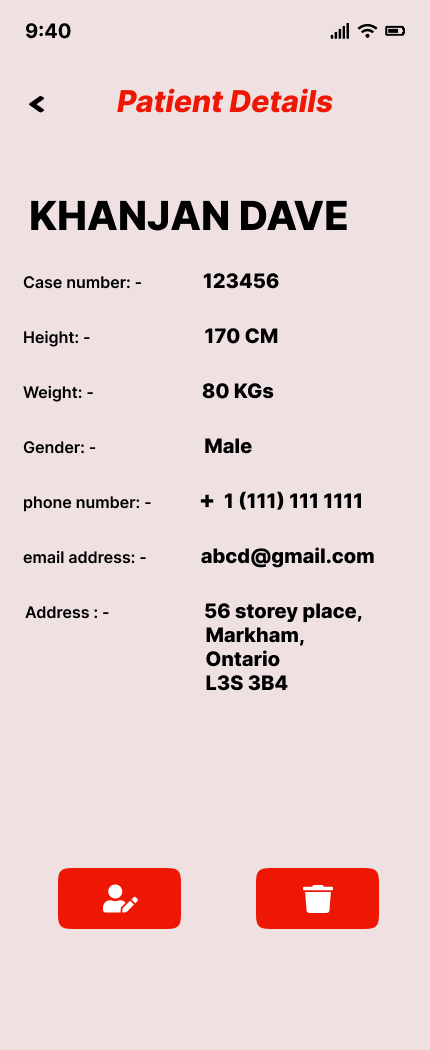 9:40
Patient Details
KHANJAN DAVE
Case number: - 123456
Height: - 170 CM
Weight: - 80 KGs
Gender: - Male
phone number: - + 1 (111) 111 1111
email address: - abcd@gmail.com
Address : - 56 storey place,
Markham,
Ontario
L3S 3B4